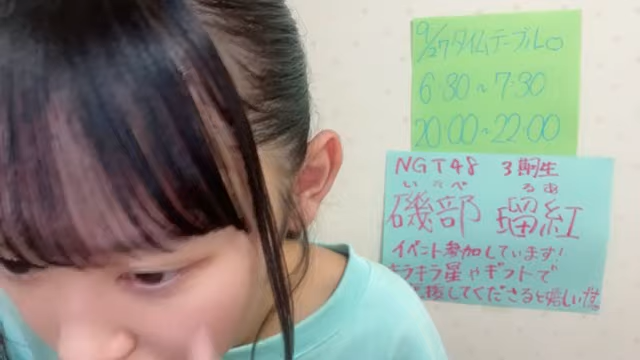 9/27タイムテーブル
6:30〜7:30
20:00〜22:00
NGT48 3期生
いそべ るあ
磯部 瑠紅
イベント参加しています!
キラキラ星やギフトで
応援してくださると嬉しい